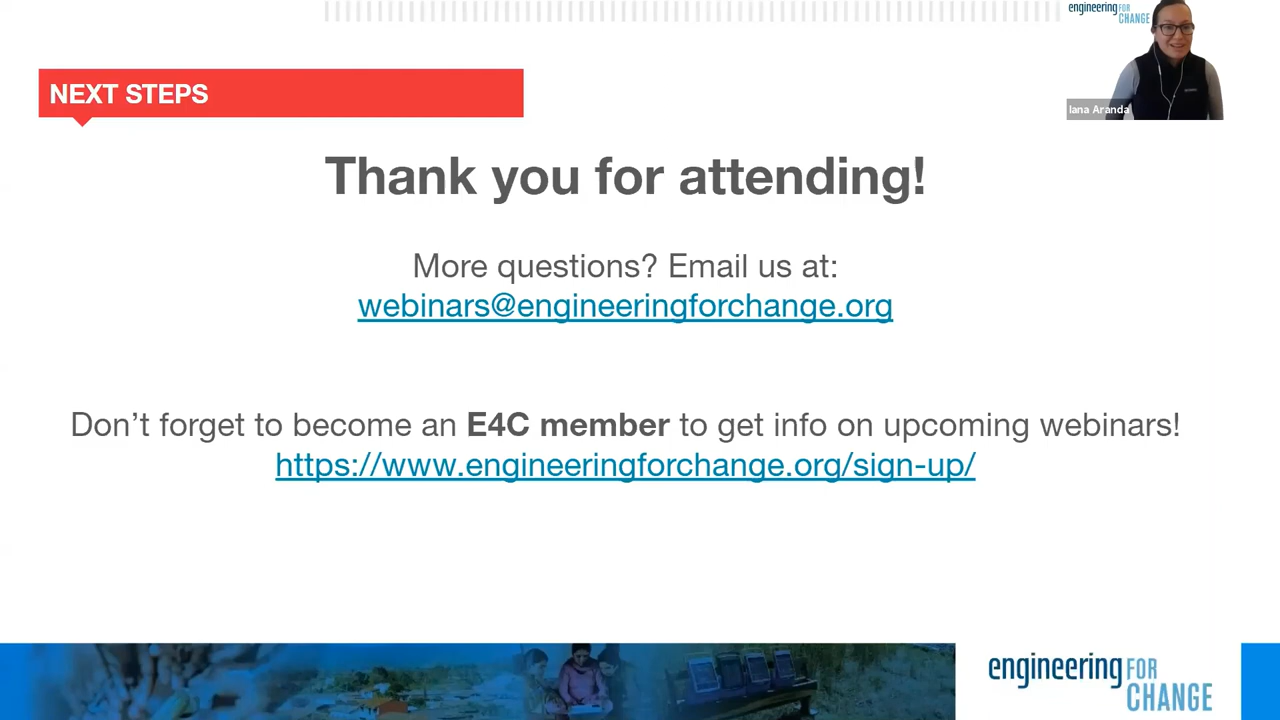 engineering FOR
CHANGE
NEXT STEPS
Iana Aranda
Thank you for attending!
More questions? Email us at:
webinars@engineeringforchange.org
Don’t forget to become an E4C member to get info on upcoming webinars!
https://www.engineeringforchange.org/sign-up/
engineering FOR
CHANGE